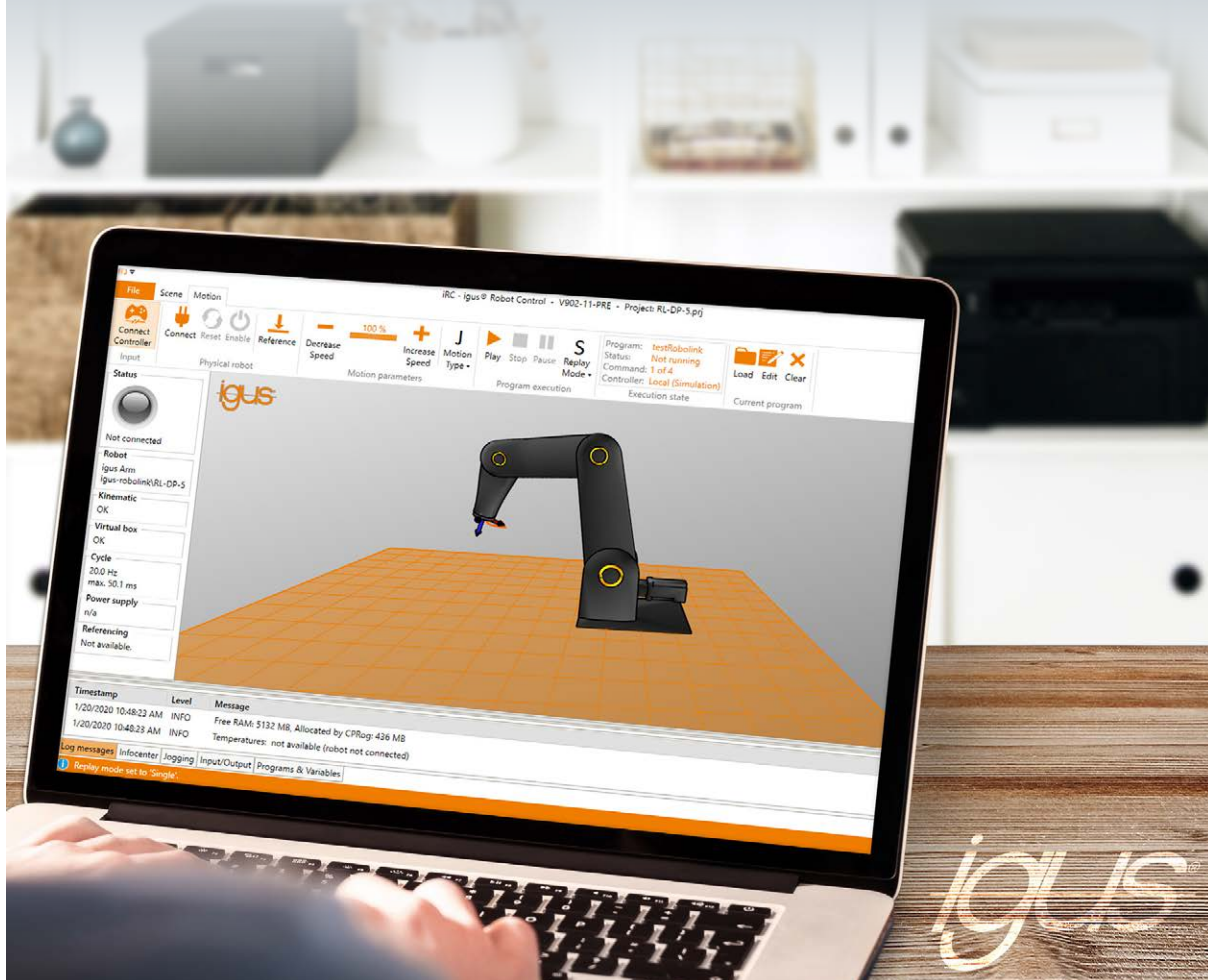 iRC - igus® Robot Control - V902-11-PRE - Project: RL-DP-5.prj
File Scene Motion
Connect Controller
Connect Reset Enable Reference
Decrease Speed
100 %
Increase Speed
J
Motion Type
Play Stop Pause
S
Replay Mode
Program: testRobolink
Status: Not running
Command: 1 of 4
Controller: Local (Simulation)
Load Edit Clear
Input
Physical robot
Motion parameters
Program execution
Execution state
Current program
igus
Status
Not connected
Robot
igus Arm
igus-robolink\RL-DP-5
Kinematic
OK
Virtual box
OK
Cycle
20.0 Hz
max. 50.1 ms
Power supply
n/a
Referencing
Not available.
Timestamp Level Message
1/20/2020 10:48:23 AM INFO Free RAM: 5132 MB, Allocated by CPRog: 436 MB
1/20/2020 10:48:23 AM INFO Temperatures: not available (robot not connected)
Log messages Infocenter Jogging Input/Output Programs & Variables
Replay mode set to 'Single'.
igus®